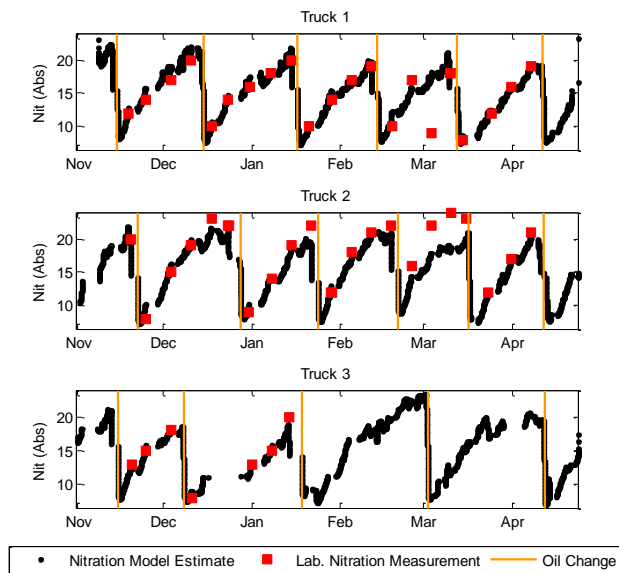 Truck 1
Nit (Abs)
20
15
10
Nov Dec Jan Feb Mar Apr
Truck 2
Nit (Abs)
20
15
10
Nov Dec Jan Feb Mar Apr
Truck 3
Nit (Abs)
20
15
10
Nov Dec Jan Feb Mar Apr
Nitration Model Estimate Lab. Nitration Measurement Oil Change